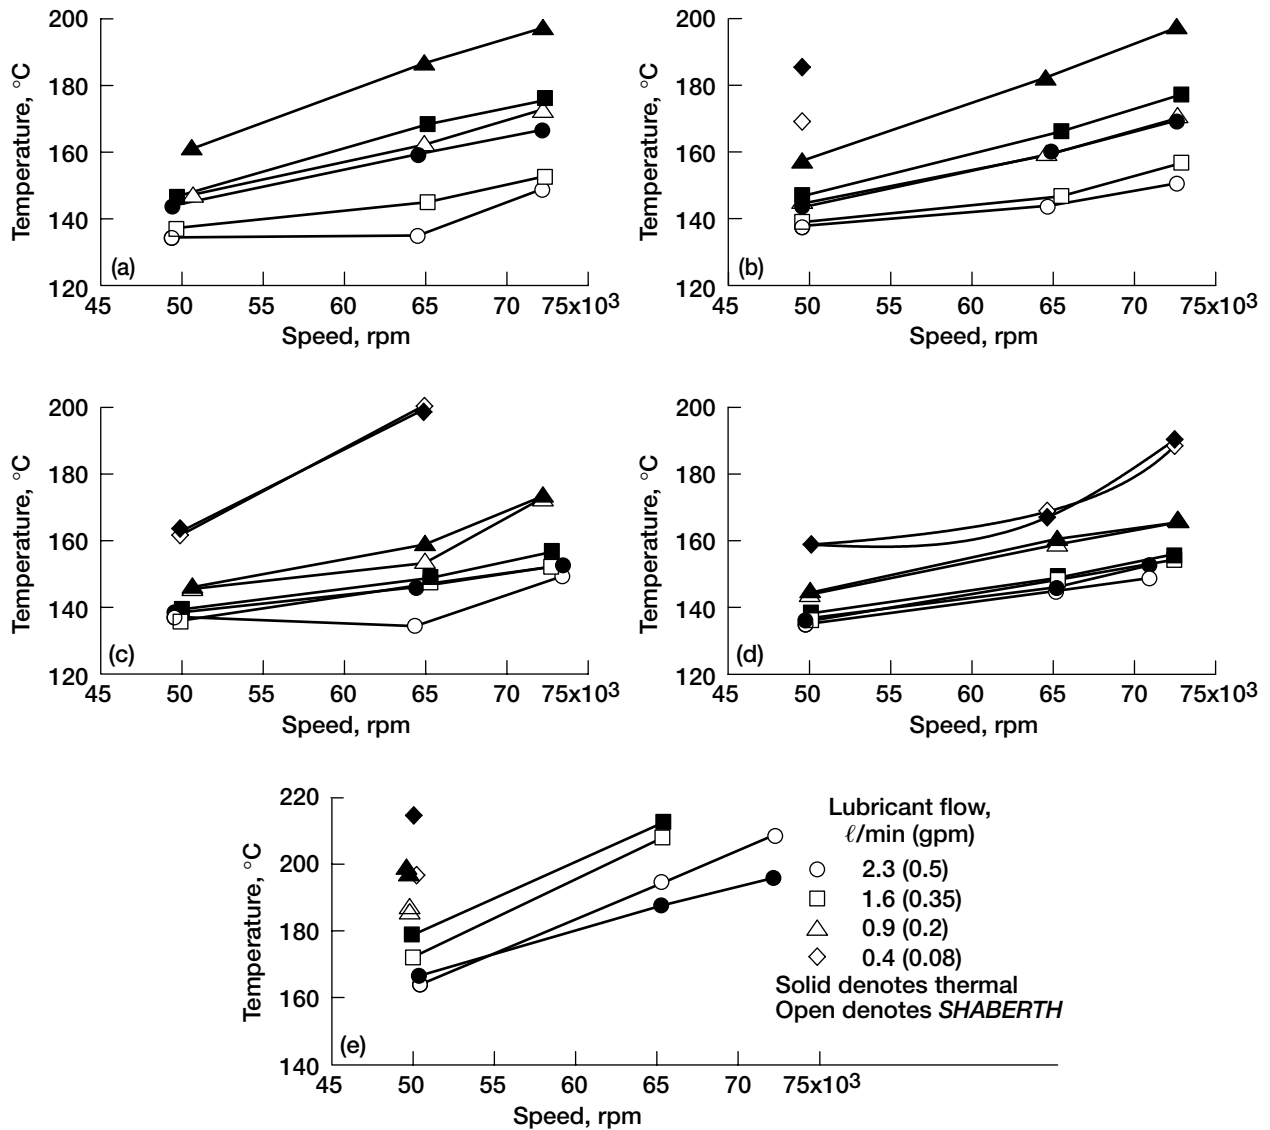 200
180
160
140
120
Temperature, °C
(a)
45 50 55 60 65 70 75x10³
Speed, rpm
200
180
160
140
120
Temperature, °C
(b)
45 50 55 60 65 70 75x10³
Speed, rpm
200
180
160
140
120
Temperature, °C
(c)
45 50 55 60 65 70 75x10³
Speed, rpm
200
180
160
140
120
Temperature, °C
(d)
45 50 55 60 65 70 75x10³
Speed, rpm
220
200
180
160
140
Temperature, °C
(e)
45 50 55 60 65 70 75x10³
Speed, rpm
Lubricant flow,
ℓ/min (gpm)
2.3 (0.5)
1.6 (0.35)
0.9 (0.2)
0.4 (0.08)
Solid denotes thermal
Open denotes SHABERTH